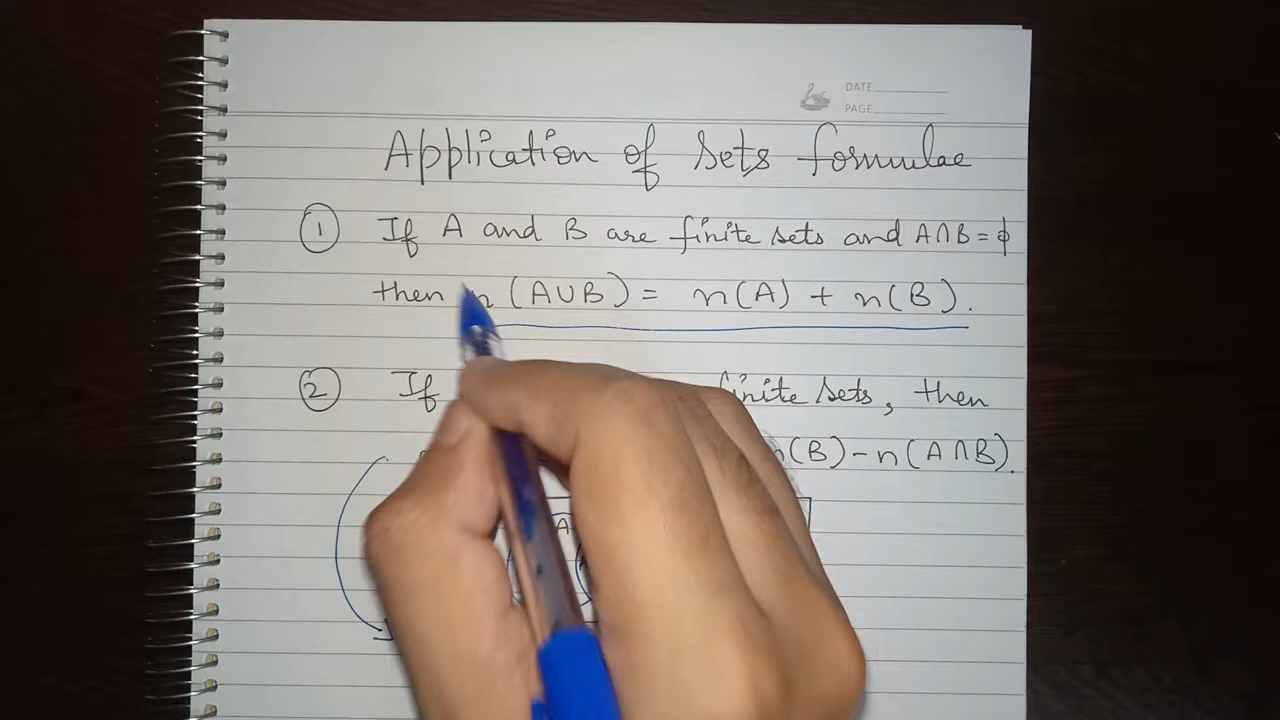 DATE
PAGE
Application of Sets formulae
① If A and B are finite sets and A∩B = ϕ
then n (A∪B) = n(A) + n(B).
② If finite sets, then
n(B) − n(A∩B).
A